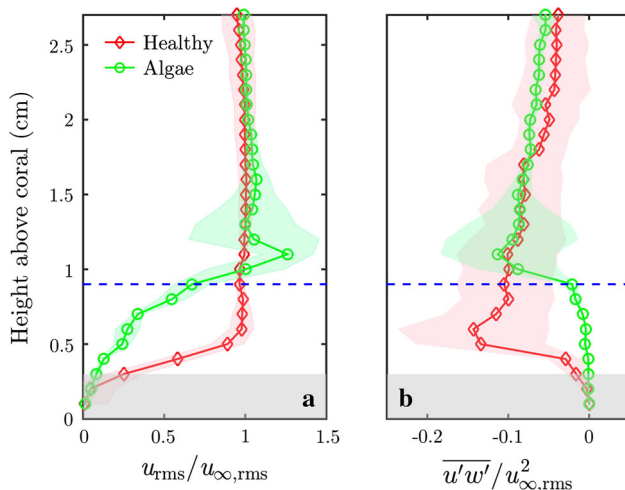 Healthy
Algae
Height above coral (cm)
2.5
2
1.5
1
0.5
0
a
0
0.5
1
1.5
u_rms/u_∞,rms
b
-0.2
-0.1
0
u'w'/u²_∞,rms